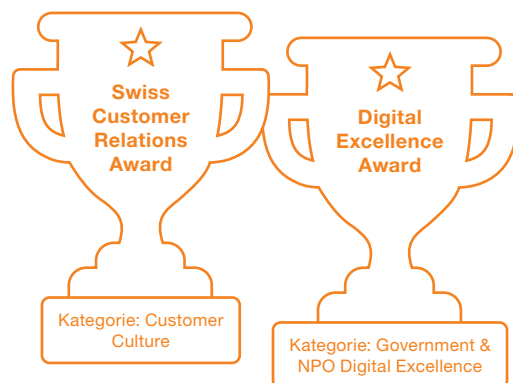 Swiss
Customer
Relations
Award
Kategorie: Customer
Culture
Digital
Excellence
Award
Kategorie: Government &
NPO Digital Excellence